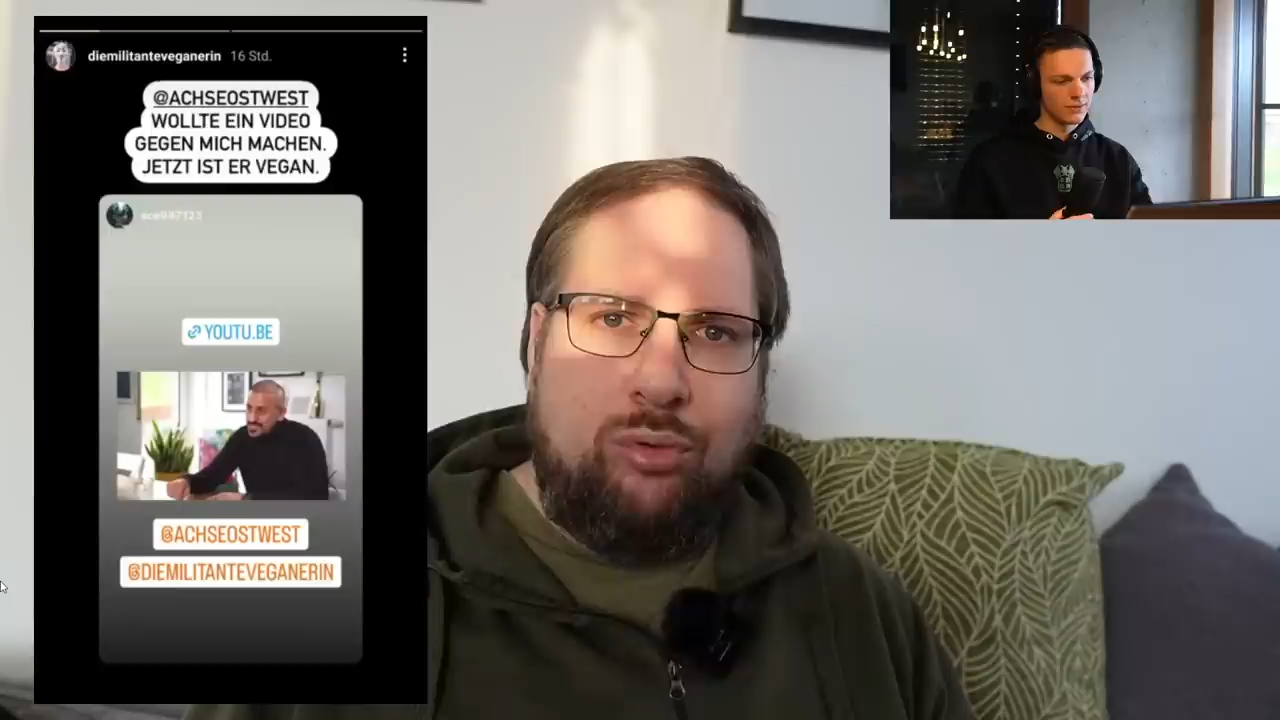 diemilitanteveganerin 16 Std.
@ACHSEOSTWEST
WOLLTE EIN VIDEO
GEGEN MICH MACHEN.
JETZT IST ER VEGAN.
YOUTU.BE
@ACHSEOSTWEST
@DIEMILITANTEVEGANERIN